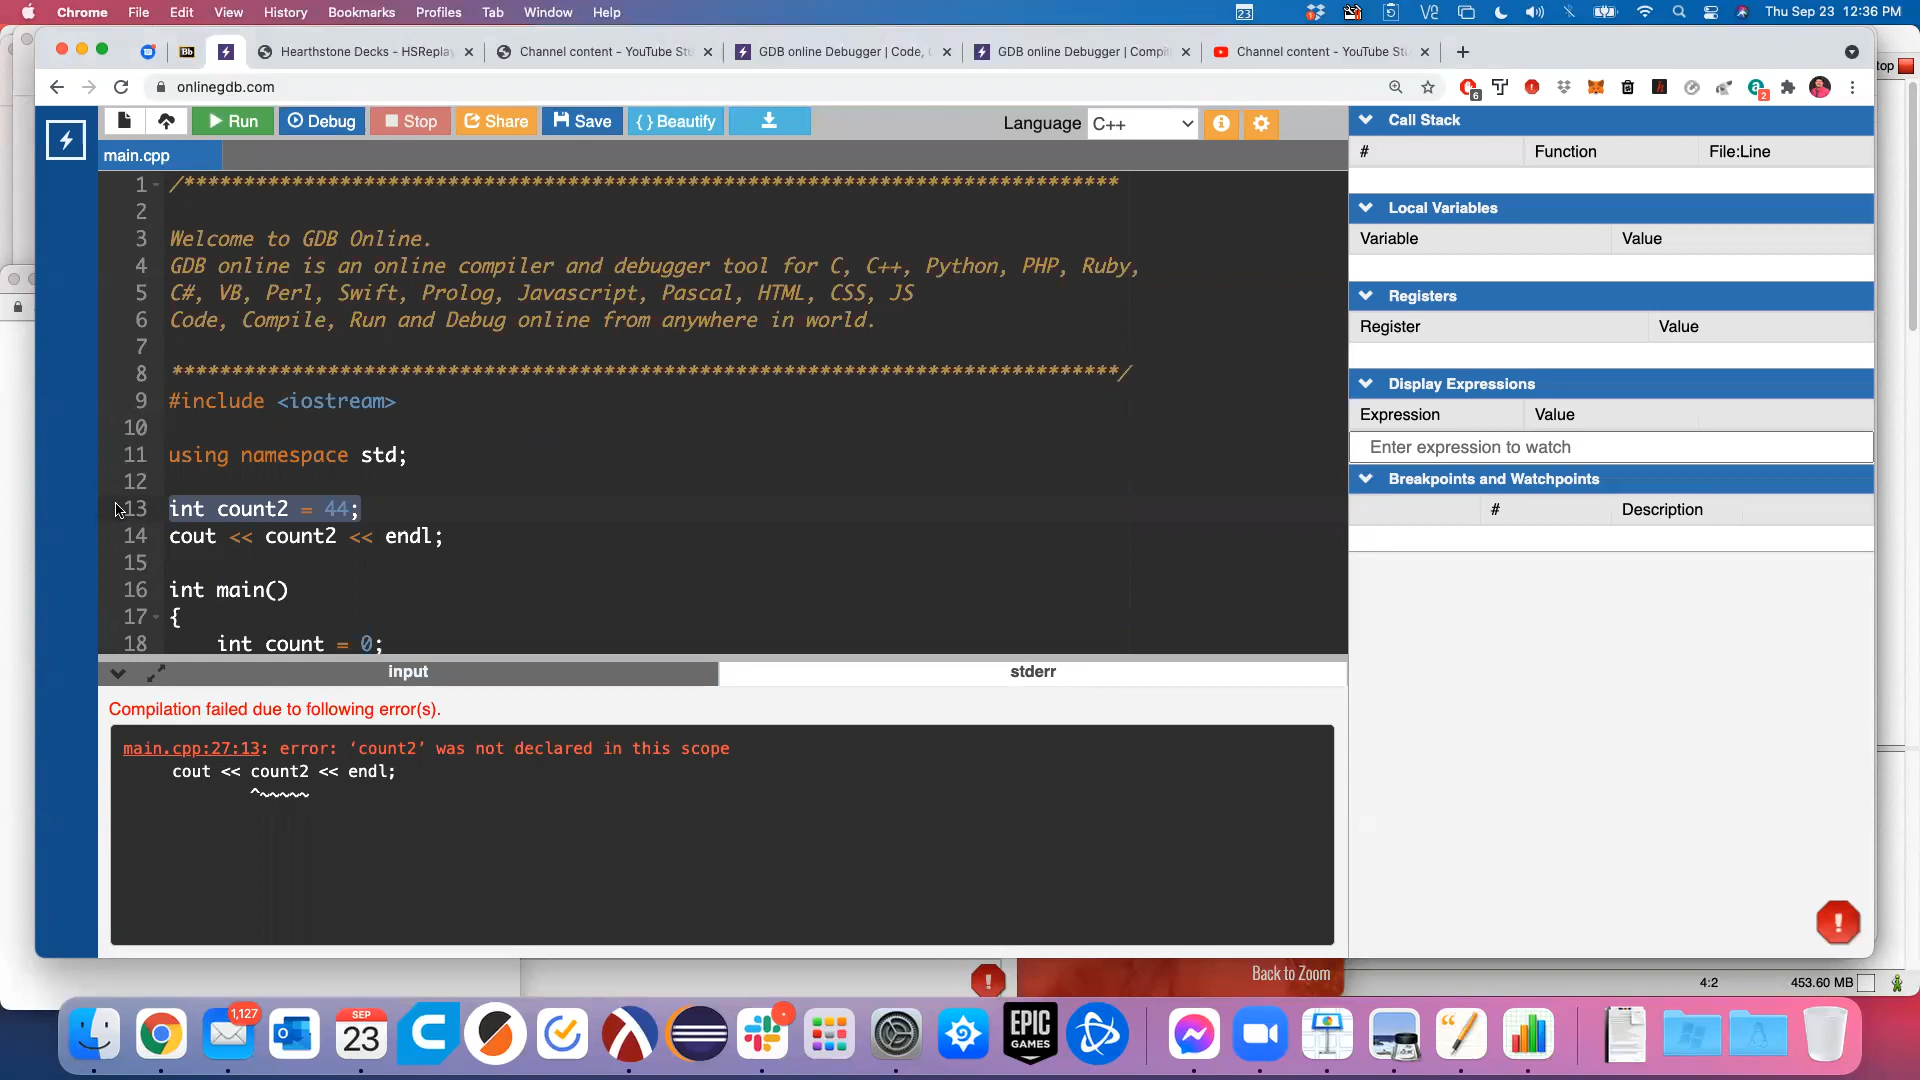 Chrome File Edit View History Bookmarks Profiles Tab Window Help 23 Thu Sep 23 12:36 PM
Bb Hearthstone Decks - HSReplay Channel content - YouTube Stu GDB online Debugger | Code, GDB online Debugger | Compi Channel content - YouTube Stu
top
onlinegdb.com 6 2
Run Debug Stop Share Save { } Beautify Language C++
main.cpp
1 /******************************************************************************
2
3 Welcome to GDB Online.
4 GDB online is an online compiler and debugger tool for C, C++, Python, PHP, Ruby,
5 C#, VB, Perl, Swift, Prolog, Javascript, Pascal, HTML, CSS, JS
6 Code, Compile, Run and Debug online from anywhere in world.
7
8 *******************************************************************************/
9 #include <iostream>
10
11 using namespace std;
12
13 int count2 = 44;
14 cout << count2 << endl;
15
16 int main()
17 {
18 int count = 0;
Call Stack
# Function File:Line
Local Variables
Variable Value
Registers
Register Value
Display Expressions
Expression Value
Enter expression to watch
Breakpoints and Watchpoints
# Description
input stderr
Compilation failed due to following error(s).
main.cpp:27:13: error: ‘count2’ was not declared in this scope
cout << count2 << endl;
^~~~~~
Back to Zoom
4:2 453.60 MB
1,127
SEP
23
EPIC
GAMES